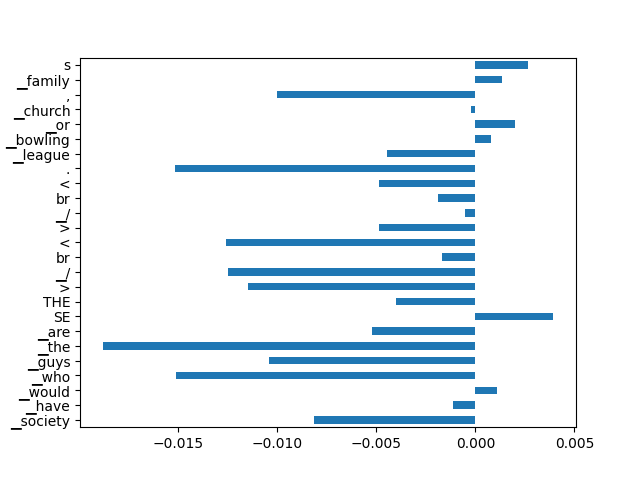 s
▁family
,
▁church
▁or
▁bowling
▁league
.
<
br
▁/
>
<
br
▁/
>
THE
SE
▁are
▁the
▁guys
▁who
▁would
▁have
▁society
−0.015 −0.010 −0.005 0.000 0.005